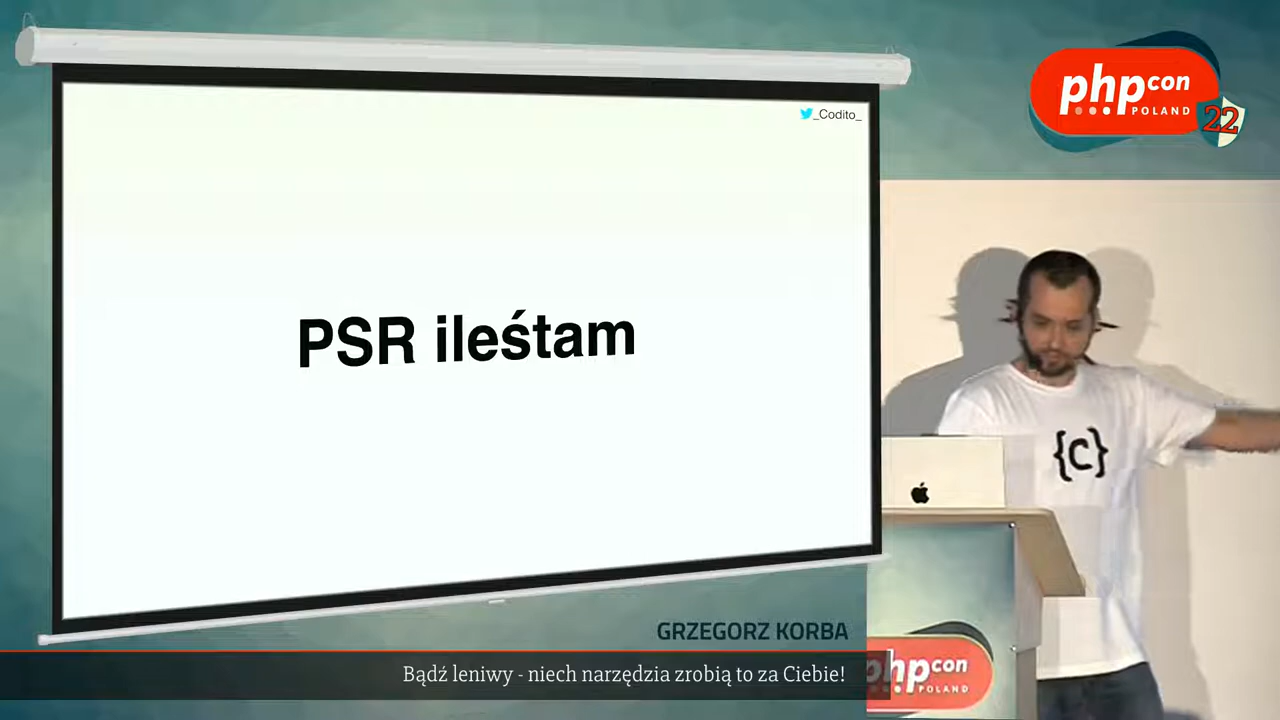 _Codito_
PSR ileśtam
php con
POLAND
22
{C}
GRZEGORZ KORBA
Bądź leniwy - niech narzędzia zrobią to za Ciebie!
php con
POLAND